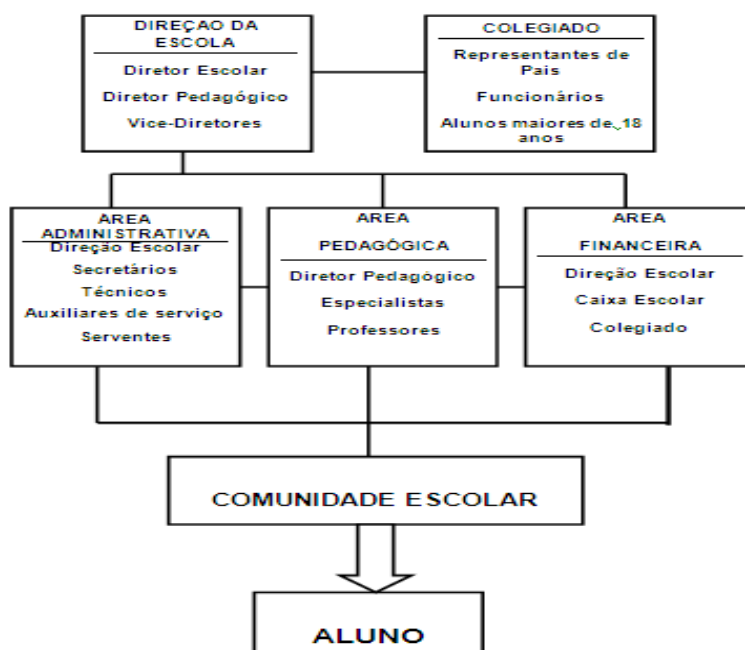 DIREÇAO DA
ESCOLA
Diretor Escolar
Diretor Pedagógico
Vice-Diretores
COLEGIADO
Representantes de
Pais
Funcionários
Alunos maiores de 18
anos
AREA
ADMINISTRATIVA
Direção Escolar
Secretários
Técnicos
Auxiliares de serviço
Serventes
AREA
PEDAGÓGICA
Diretor Pedagógico
Especialistas
Professores
AREA
FINANCEIRA
Direção Escolar
Caixa Escolar
Colegiado
COMUNIDADE ESCOLAR
ALUNO